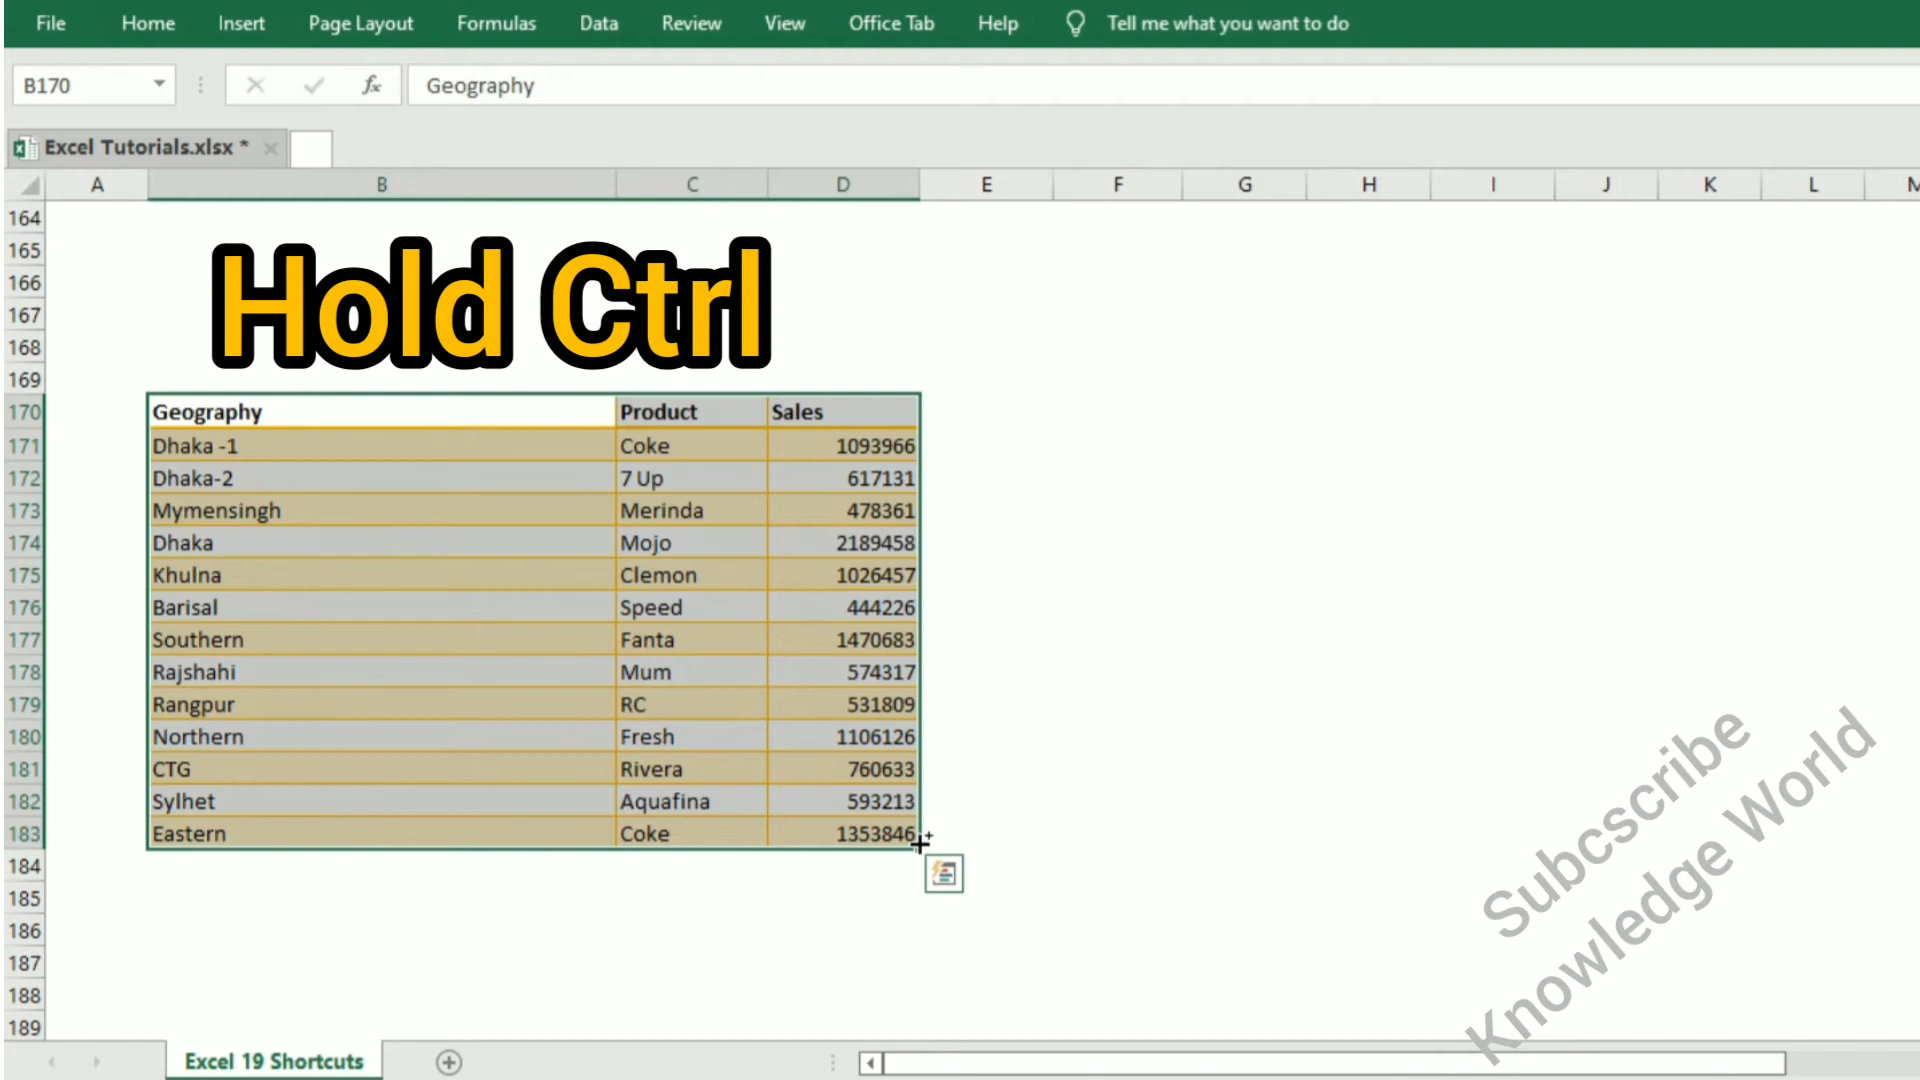 File Home Insert Page Layout Formulas Data Review View Office Tab Help Tell me what you want to do
B170 fx Geography
Excel Tutorials.xlsx *
A B C D E F G H I J K L M
164
165
Hold Ctrl
166
167
168
169
170 Geography Product Sales
171 Dhaka -1 Coke 1093966
172 Dhaka-2 7 Up 617131
173 Mymensingh Merinda 478361
174 Dhaka Mojo 2189458
175 Khulna Clemon 1026457
176 Barisal Speed 444226
177 Southern Fanta 1470683
178 Rajshahi Mum 574317
179 Rangpur RC 531809
180 Northern Fresh 1106126
181 CTG Rivera 760633
182 Sylhet Aquafina 593213
183 Eastern Coke 1353846
184
185
186
187
188
189
Subcscribe
Knowledge World
Excel 19 Shortcuts